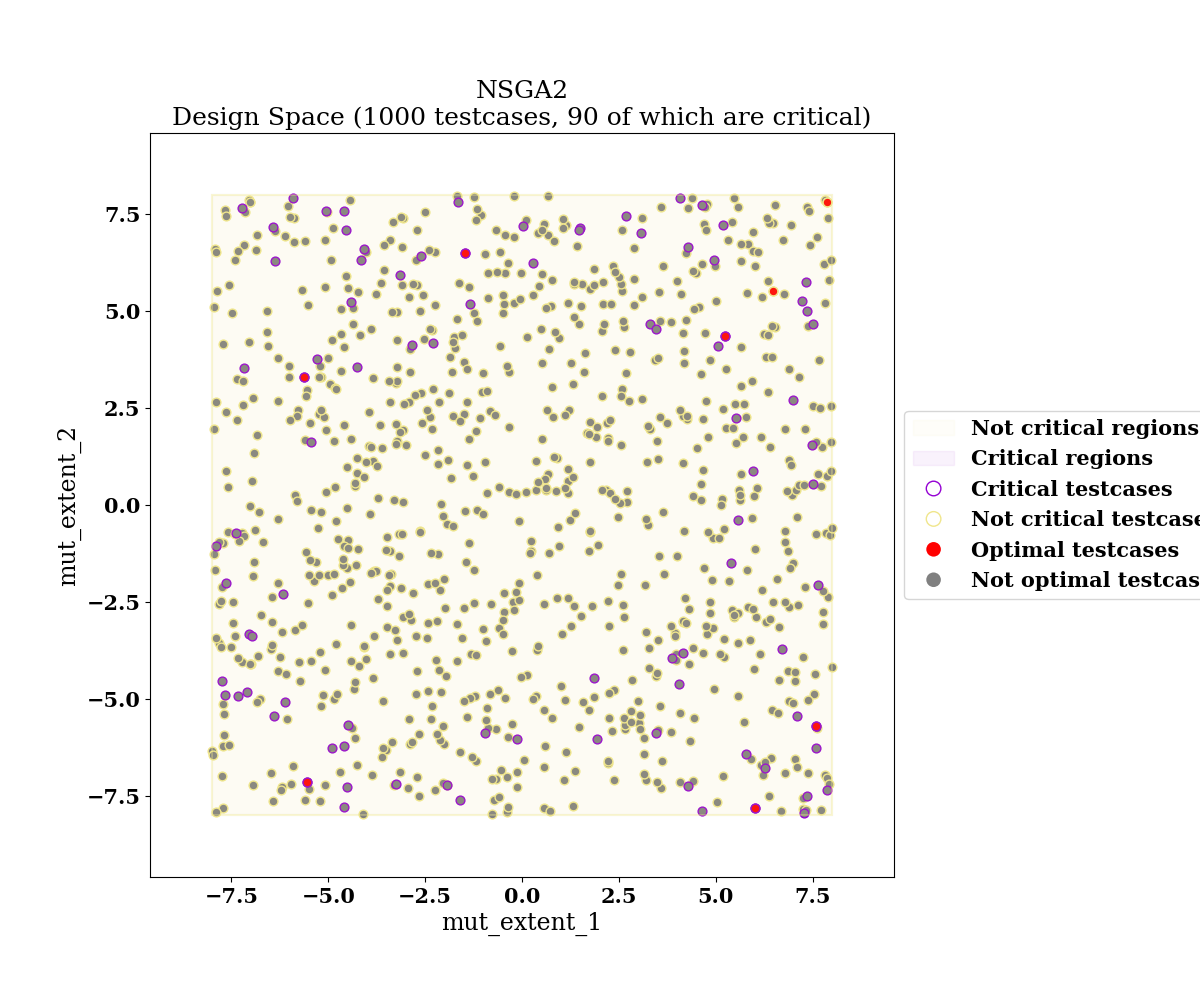 NSGA2
Design Space (1000 testcases, 90 of which are critical)
7.5
5.0
2.5
0.0
−2.5
−5.0
−7.5
mut_extent_2
−7.5
−5.0
−2.5
0.0
2.5
5.0
7.5
mut_extent_1
Not critical regions
Critical regions
Critical testcases
Not critical testcase
Optimal testcases
Not optimal testcas